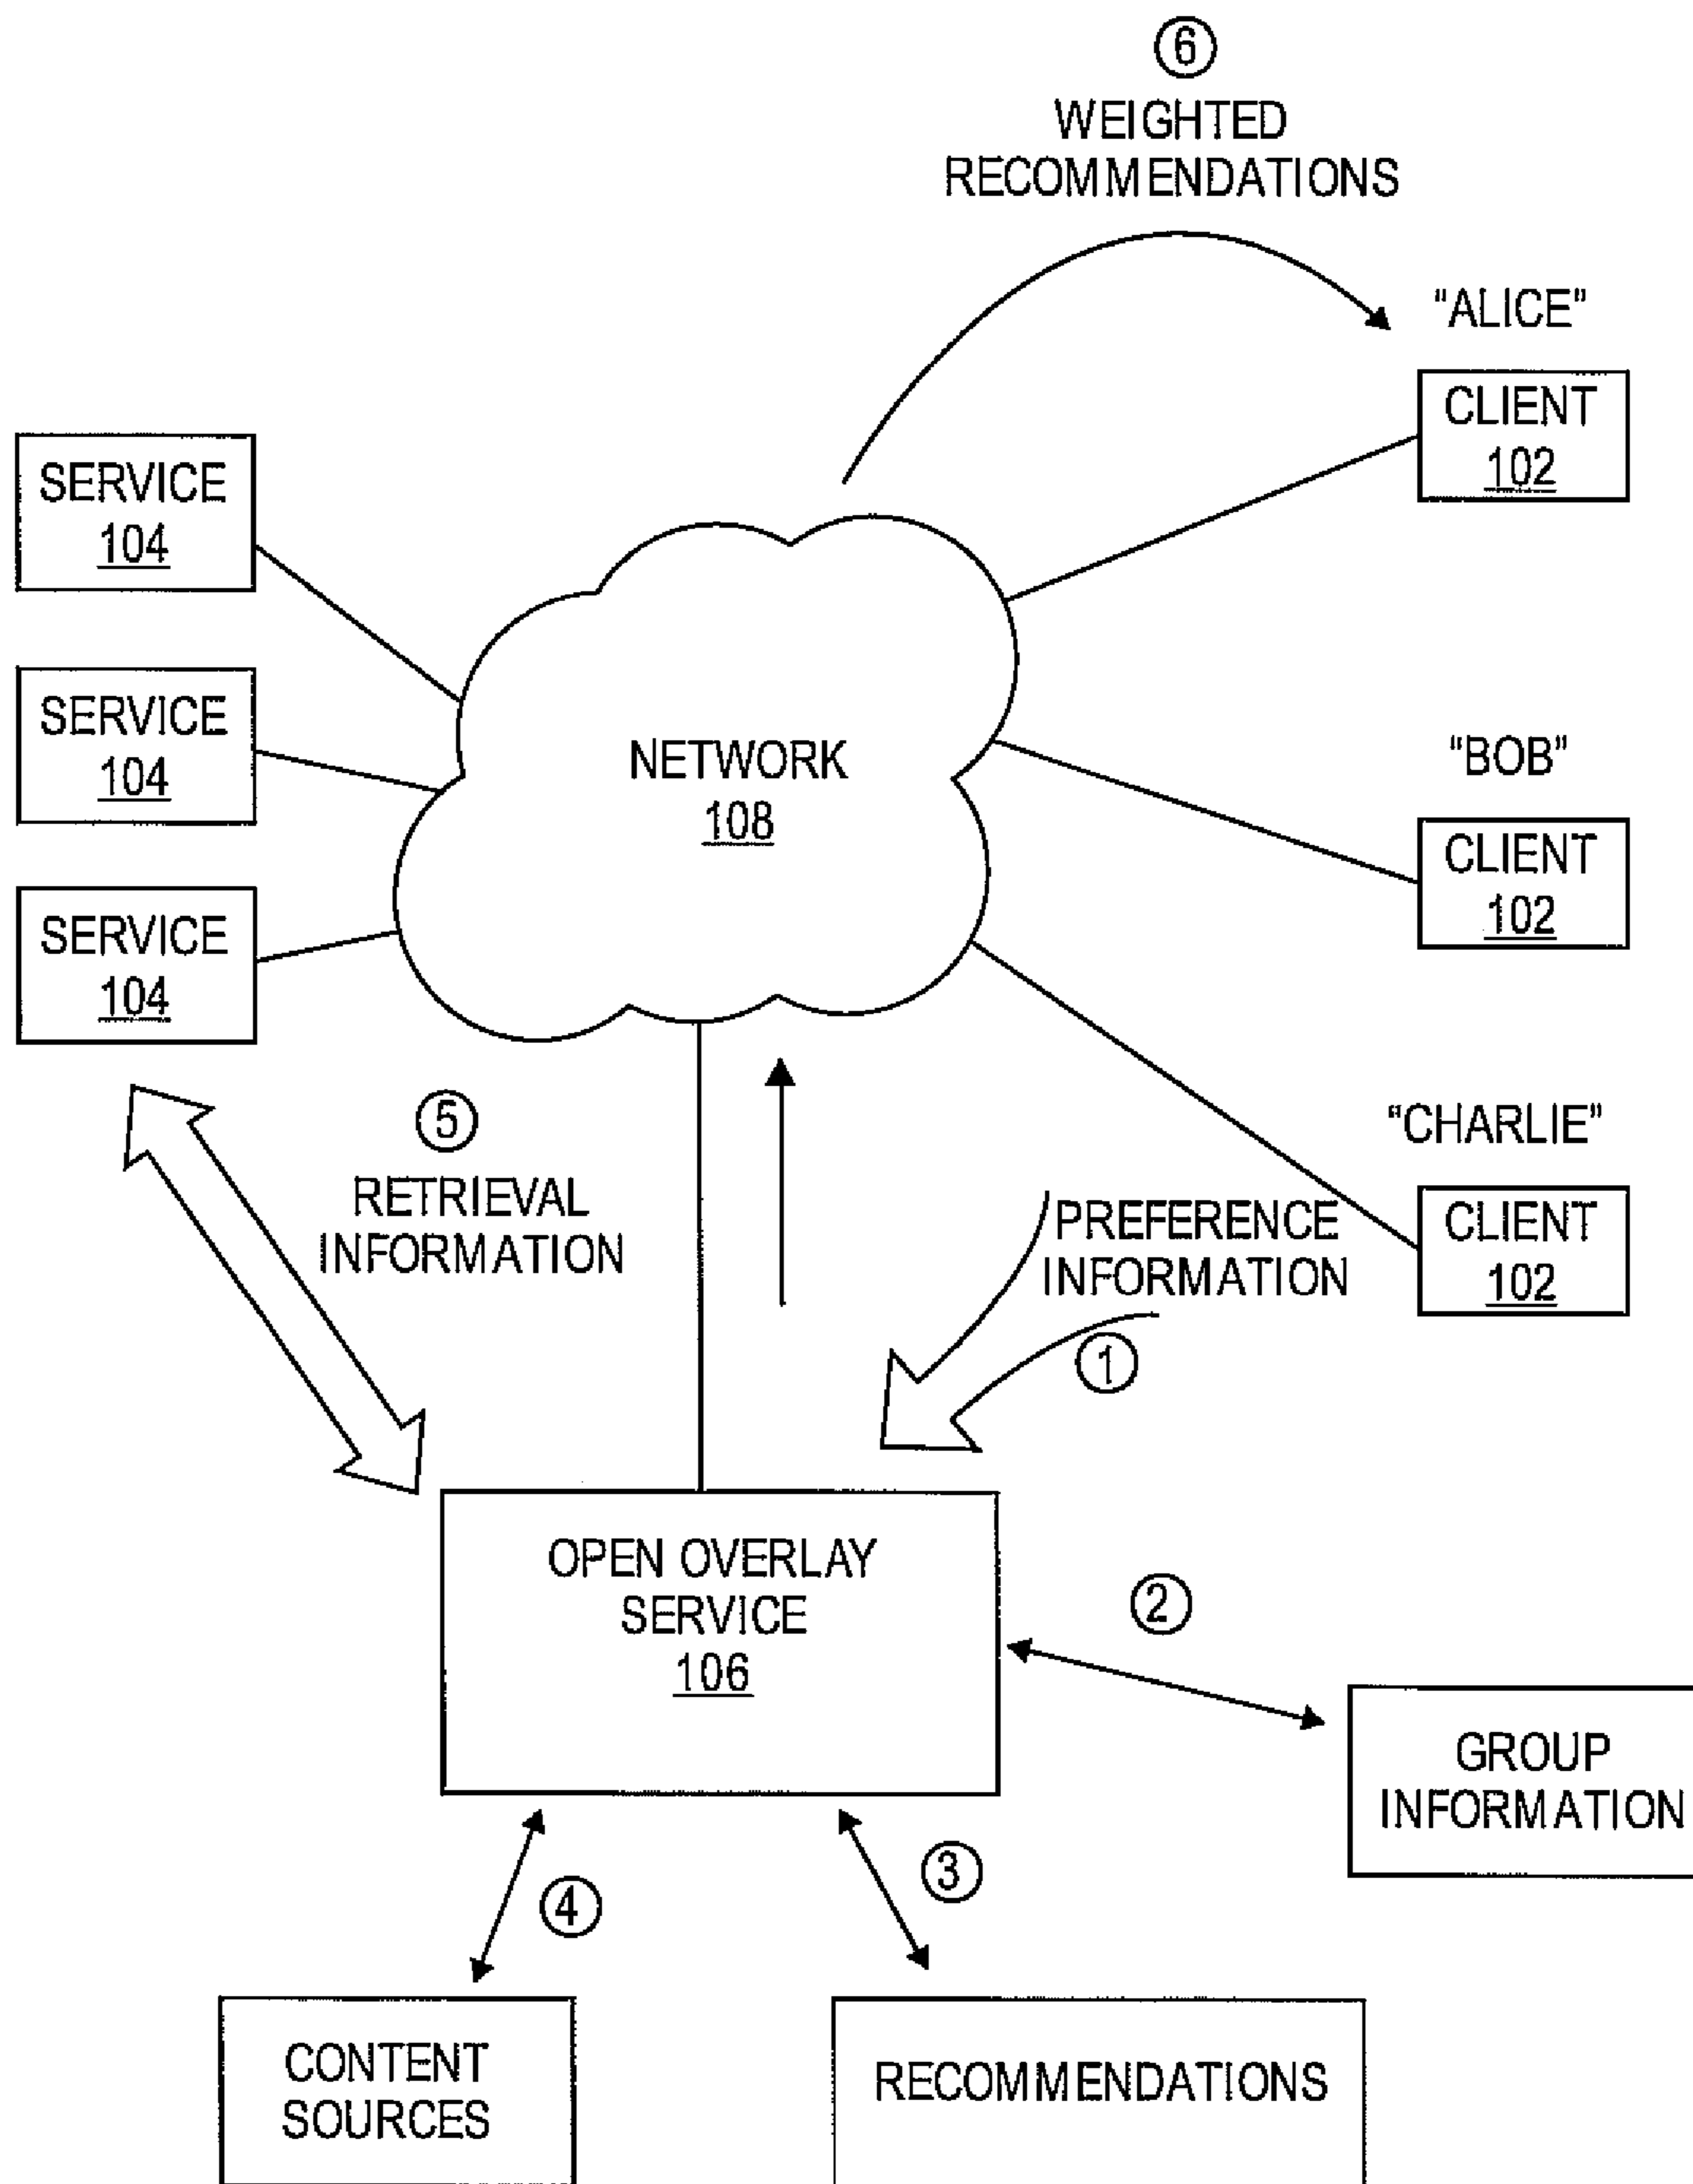 ⑥
WEIGHTED
RECOMMENDATIONS
"ALICE"
CLIENT
102
SERVICE
104
SERVICE
104
SERVICE
104
NETWORK
108
"BOB"
CLIENT
102
"CHARLIE"
CLIENT
102
⑤
RETRIEVAL
INFORMATION
PREFERENCE
INFORMATION
①
OPEN OVERLAY
SERVICE
106
②
GROUP
INFORMATION
③
④
CONTENT
SOURCES
RECOMMENDATIONS